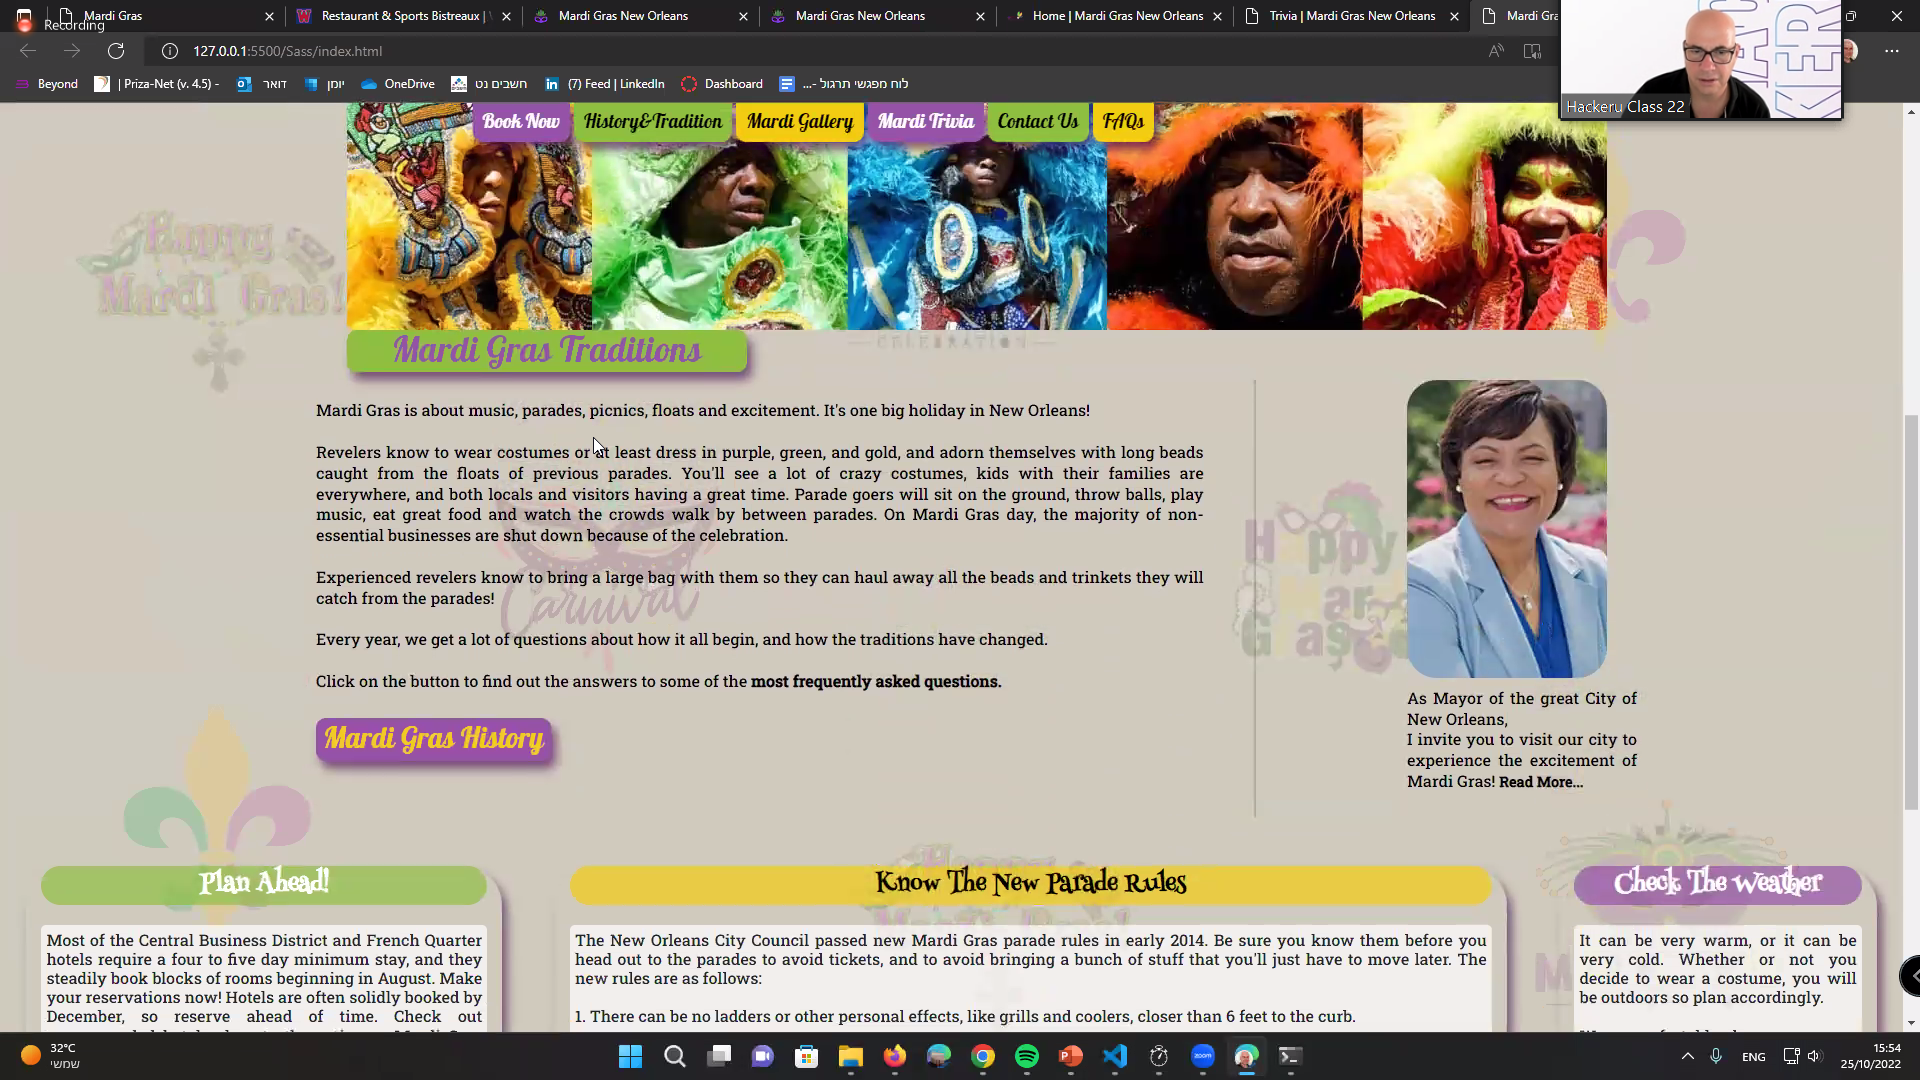 Recording
Mardi Gras
Restaurant & Sports Bistreaux |
Mardi Gras New Orleans
Mardi Gras New Orleans
Home | Mardi Gras New Orleans
Trivia | Mardi Gras New Orleans
Mardi Gra
127.0.0.1:5500/Sass/index.html
Beyond
| Priza-Net (v. 4.5) -
דואר
יומן
OneDrive
חשבים נט
(7) Feed | LinkedIn
Dashboard
לוח מפגשי תרגול -...
Hackeru Class 22
Book Now
History&Tradition
Mardi Gallery
Mardi Trivia
Contact Us
FAQs
Happy
Mardi Gras!
CELEBRATION
Mardi Gras Traditions
Mardi Gras is about music, parades, picnics, floats and excitement. It's one big holiday in New Orleans!
Revelers know to wear costumes or at least dress in purple, green, and gold, and adorn themselves with long beads
caught from the floats of previous parades. You'll see a lot of crazy costumes, kids with their families are
everywhere, and both locals and visitors having a great time. Parade goers will sit on the ground, throw balls, play
music, eat great food and watch the crowds walk by between parades. On Mardi Gras day, the majority of non-
essential businesses are shut down because of the celebration.
Experienced revelers know to bring a large bag with them so they can haul away all the beads and trinkets they will
catch from the parades!
Every year, we get a lot of questions about how it all begin, and how the traditions have changed.
Click on the button to find out the answers to some of the most frequently asked questions.
Carnival
Happy
Mardi
Gras
Mardi Gras History
As Mayor of the great City of
New Orleans,
I invite you to visit our city to
experience the excitement of
Mardi Gras! Read More...
Plan Ahead!
Most of the Central Business District and French Quarter
hotels require a four to five day minimum stay, and they
steadily book blocks of rooms beginning in August. Make
your reservations now! Hotels are often solidly booked by
December, so reserve ahead of time. Check out
Know The New Parade Rules
The New Orleans City Council passed new Mardi Gras parade rules in early 2014. Be sure you know them before you
head out to the parades to avoid tickets, and to avoid bringing a bunch of stuff that you'll just have to move later. The
new rules are as follows:
1. There can be no ladders or other personal effects, like grills and coolers, closer than 6 feet to the curb.
Check The Weather
It can be very warm, or it can be
very cold. Whether or not you
decide to wear a costume, you will
be outdoors so plan accordingly.
32°C
שמשי
zoom
ENG
15:54
25/10/2022